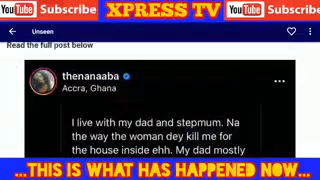 YouTube Subscribe XPRESS TV YouTube Subscribe
Unseen
Read the full post below
thenanaaba
Accra, Ghana
I live with my dad and stepmum. Na
the way the woman dey kill me for
the house inside ehh. My dad mostly
...THIS IS WHAT HAS HAPPENED NOW...